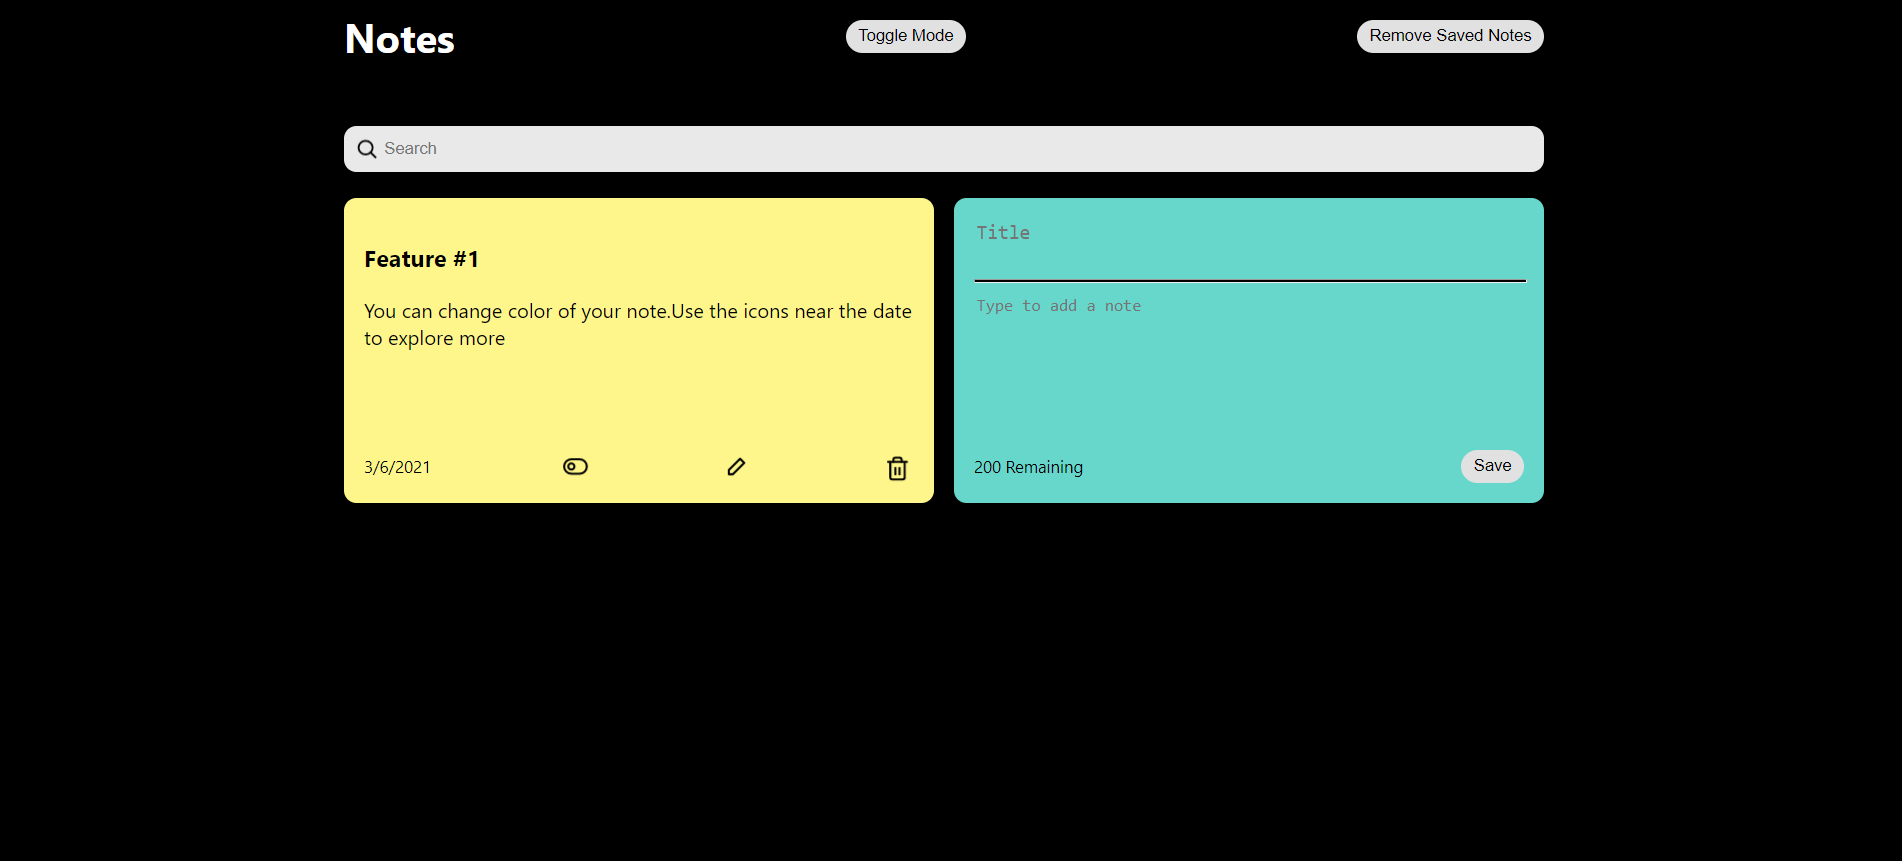 Notes
Toggle Mode
Remove Saved Notes
Search
Feature #1
You can change color of your note.Use the icons near the date
to explore more
3/6/2021
Title
Type to add a note
200 Remaining
Save